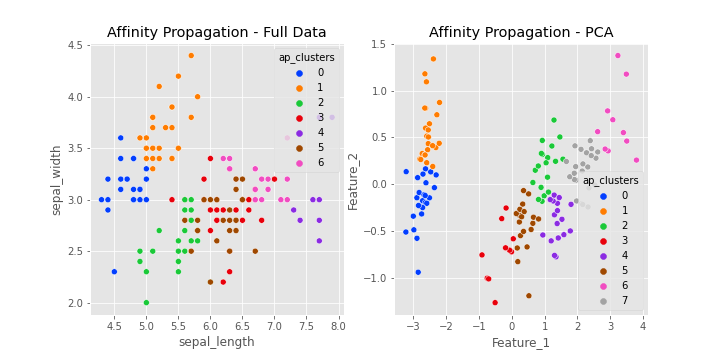 Affinity Propagation - Full Data
4.5
4.0
3.5
3.0
2.5
2.0
sepal_width
ap_clusters
0
1
2
3
4
5
6
4.5 5.0 5.5 6.0 6.5 7.0 7.5 8.0
sepal_length
Affinity Propagation - PCA
1.5
1.0
0.5
0.0
−0.5
−1.0
Feature_2
ap_clusters
0
1
2
3
4
5
6
7
−3 −2 −1 0 1 2 3 4
Feature_1